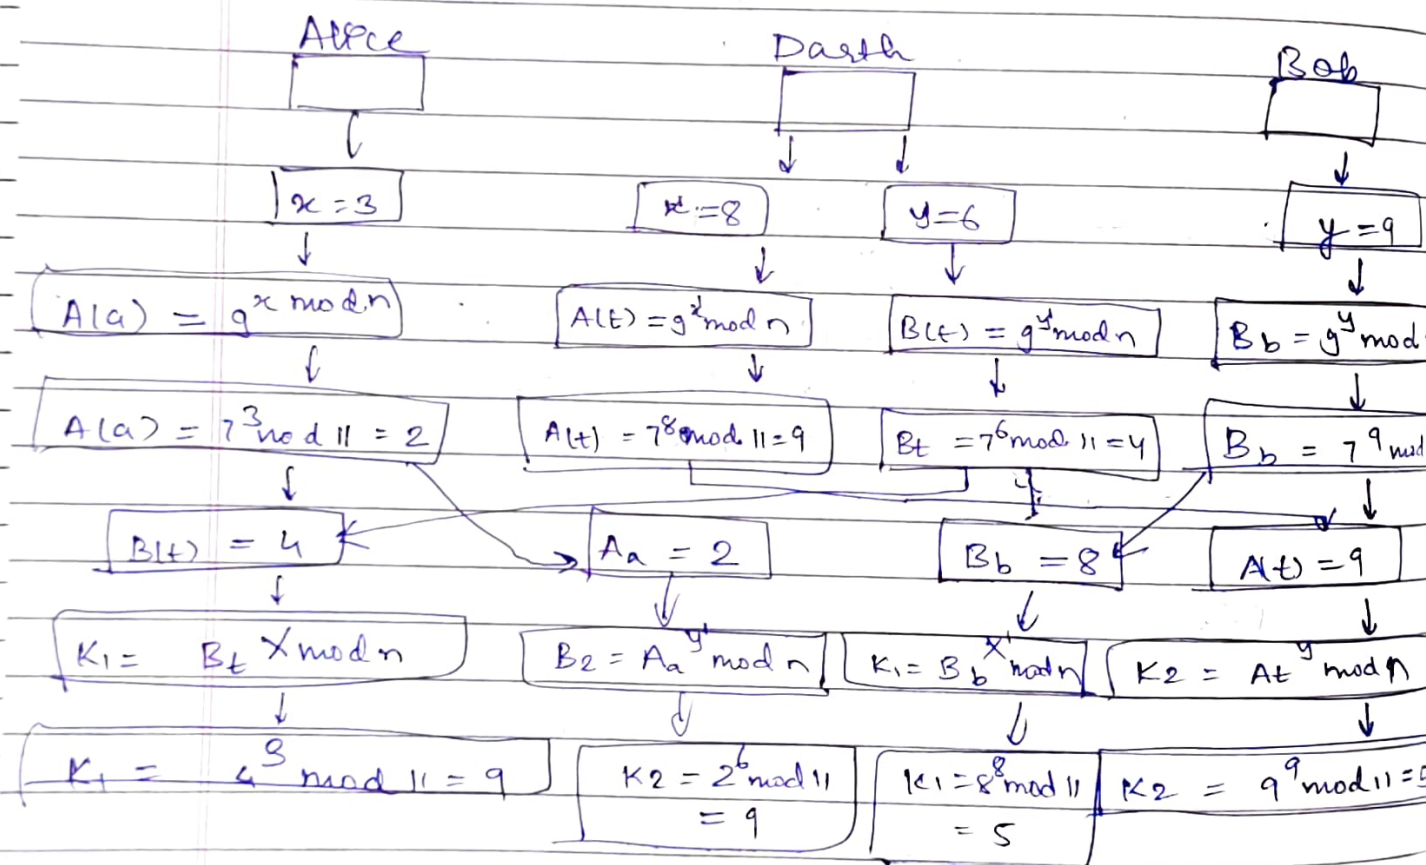 Alice Darth Bob
x = 3 x' = 8 y = 6 y = 9
A(a) = g^x mod n A(t) = g^x' mod n B(t) = g^y' mod n Bb = g^y mod
A(a) = 7^3 mod 11 = 2 A(t) = 7^8 mod 11 = 9 Bt = 7^6 mod 11 = 4 Bb = 7^9 mod
B(t) = 4 Aa = 2 Bb = 8 A(t) = 9
K1 = Bt^X mod n B2 = Aa^y' mod n K1 = Bb^X' mod n K2 = At^y mod n
K1 = 4^3 mod 11 = 9 K2 = 2^6 mod 11 K1 = 8^8 mod 11 K2 = 9^9 mod 11 =
= 9 = 5